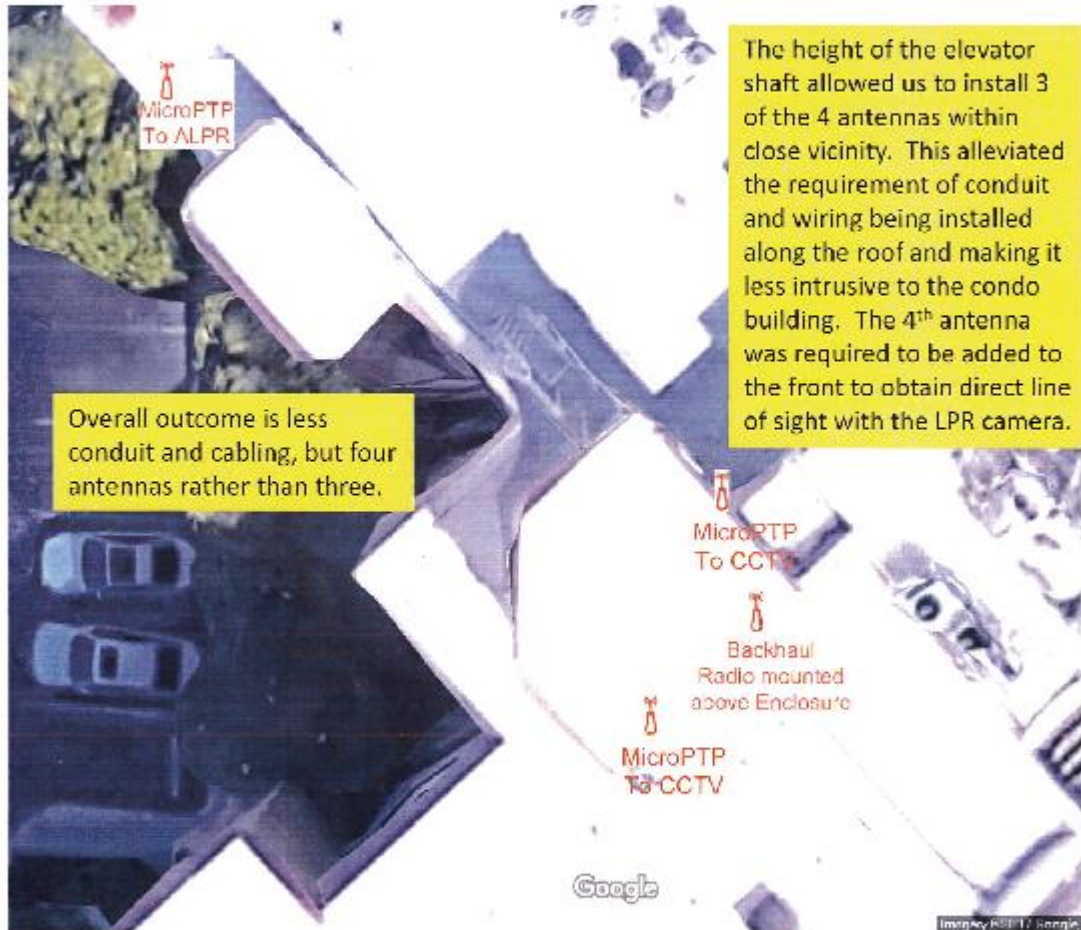 MicroPTP
To ALPR
The height of the elevator
shaft allowed us to install 3
of the 4 antennas within
close vicinity. This alleviated
the requirement of conduit
and wiring being installed
along the roof and making it
less intrusive to the condo
building. The 4th antenna
was required to be added to
the front to obtain direct line
of sight with the LPR camera.
Overall outcome is less
conduit and cabling, but four
antennas rather than three.
MicroPTP
To CCTV
Backhaul
Radio mounted
above Enclosure
MicroPTP
To CCTV
Google
Imagery ©2017 Google